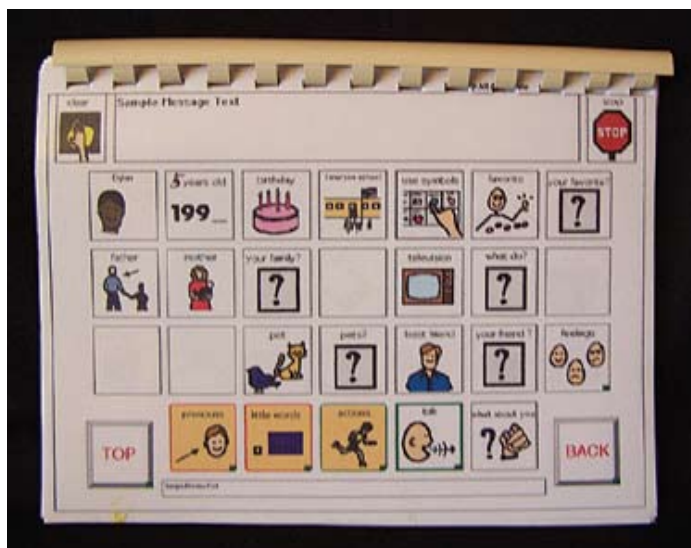 clear
Sample Message Text
stop
STOP
5 years old
birthday
use symbols
favorite
your favorite?
199_
father
mother
your family?
television
what do?
pet
pets?
best friend
your friend?
feelings
pronouns
little words
actions
talk
what about you
TOP
BACK